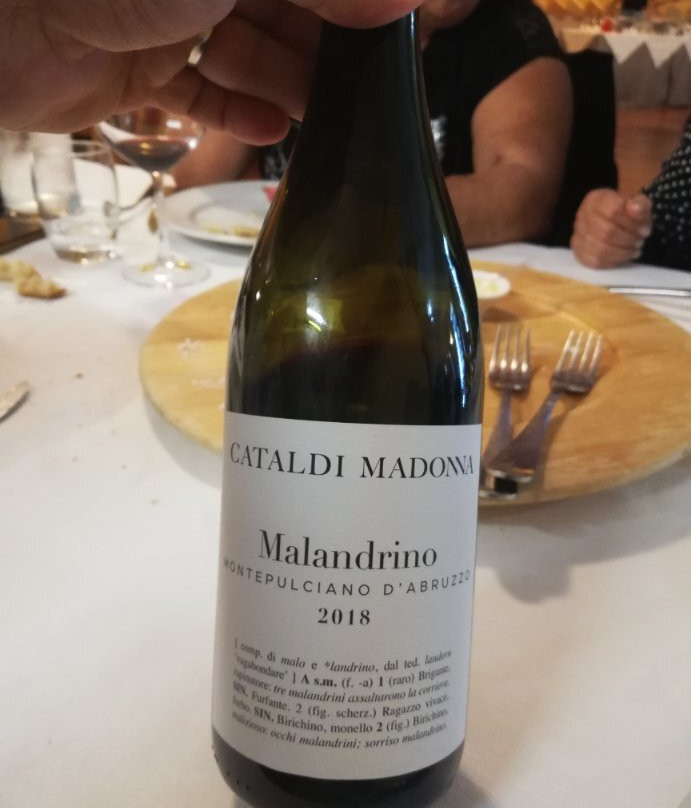 CATALDI MADONNA
Malandrino
MONTEPULCIANO D'ABRUZZO
2018
[ comp. di malo e *landrino, dal ted. landern
'vagabondare' ] A s.m. (f. -a) 1 (raro) Brigante,
rapinatore: tre malandrini assaltarono la corriera.
SIN. Furfante. 2 (fig. scherz.) Ragazzo vivace,
furbo. SIN. Birichino, monello 2 (fig.) Birichino,
malizioso: occhi malandrini; sorriso malandrino.